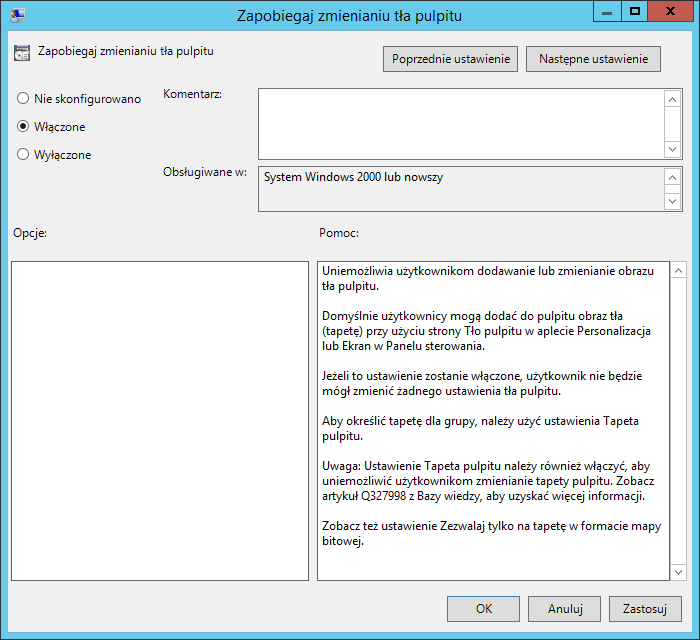 Zapobiegaj zmienianiu tła pulpitu
Zapobiegaj zmienianiu tła pulpitu
Poprzednie ustawienie
Następne ustawienie
Nie skonfigurowano
Włączone
Wyłączone
Komentarz:
Obsługiwane w:
System Windows 2000 lub nowszy
Opcje:
Pomoc:
Uniemożliwia użytkownikom dodawanie lub zmienianie obrazu
tła pulpitu.
Domyślnie użytkownicy mogą dodać do pulpitu obraz tła
(tapetę) przy użyciu strony Tło pulpitu w aplecie Personalizacja
lub Ekran w Panelu sterowania.
Jeżeli to ustawienie zostanie włączone, użytkownik nie będzie
mógł zmienić żadnego ustawienia tła pulpitu.
Aby określić tapetę dla grupy, należy użyć ustawienia Tapeta
pulpitu.
Uwaga: Ustawienie Tapeta pulpitu należy również włączyć, aby
uniemożliwić użytkownikom zmienianie tapety pulpitu. Zobacz
artykuł Q327998 z Bazy wiedzy, aby uzyskać więcej informacji.
Zobacz też ustawienie Zezwalaj tylko na tapetę w formacie mapy
bitowej.
OK
Anuluj
Zastosuj